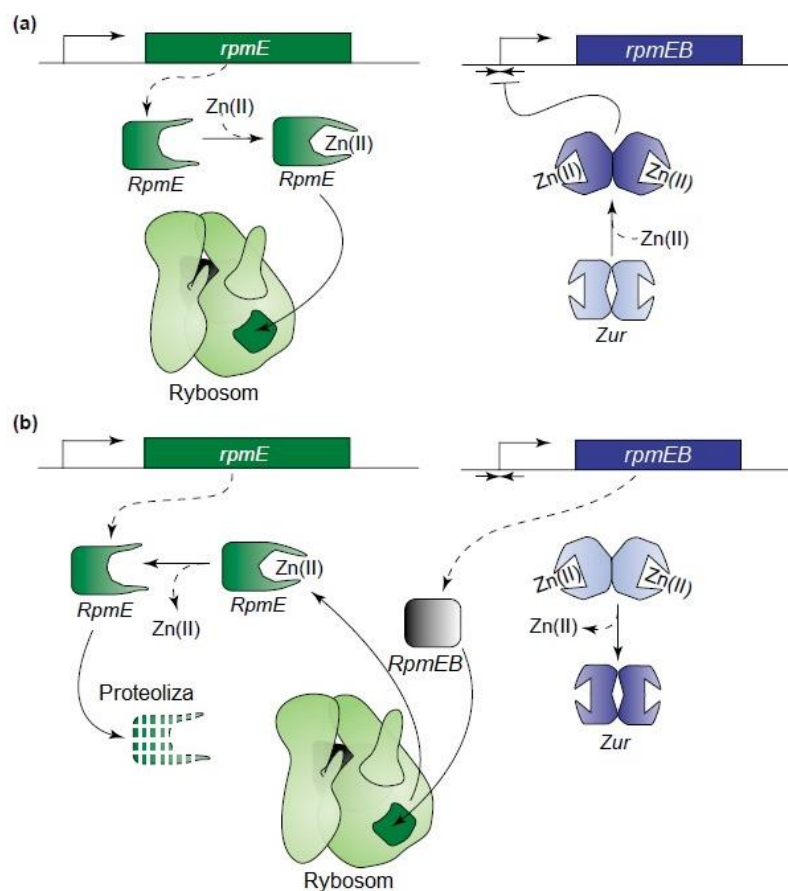 (a)
rpmE
rpmEB
Zn(II)
Zn(II)
RpmE
RpmE
Zn(II)
Zn(II)
Zn(II)
Zur
Rybosom
(b)
rpmE
rpmEB
Zn(II)
RpmE
RpmE
Zn(II)
RpmEB
Zn(II)
Zn(II)
Zn(II)
Zur
Proteoliza
Rybosom